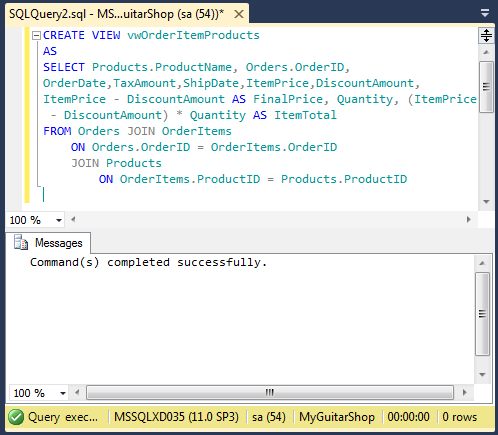 SQLQuery2.sql - MS...uitarShop (sa (54))*
CREATE VIEW vwOrderItemProducts
AS
SELECT Products.ProductName, Orders.OrderID,
OrderDate,TaxAmount,ShipDate,ItemPrice,DiscountAmount,
ItemPrice - DiscountAmount AS FinalPrice, Quantity, (ItemPrice
- DiscountAmount) * Quantity AS ItemTotal
FROM Orders JOIN OrderItems
ON Orders.OrderID = OrderItems.OrderID
JOIN Products
ON OrderItems.ProductID = Products.ProductID
100 %
Messages
Command(s) completed successfully.
100 %
Query exec... MSSQLXD035 (11.0 SP3) sa (54) MyGuitarShop 00:00:00 0 rows